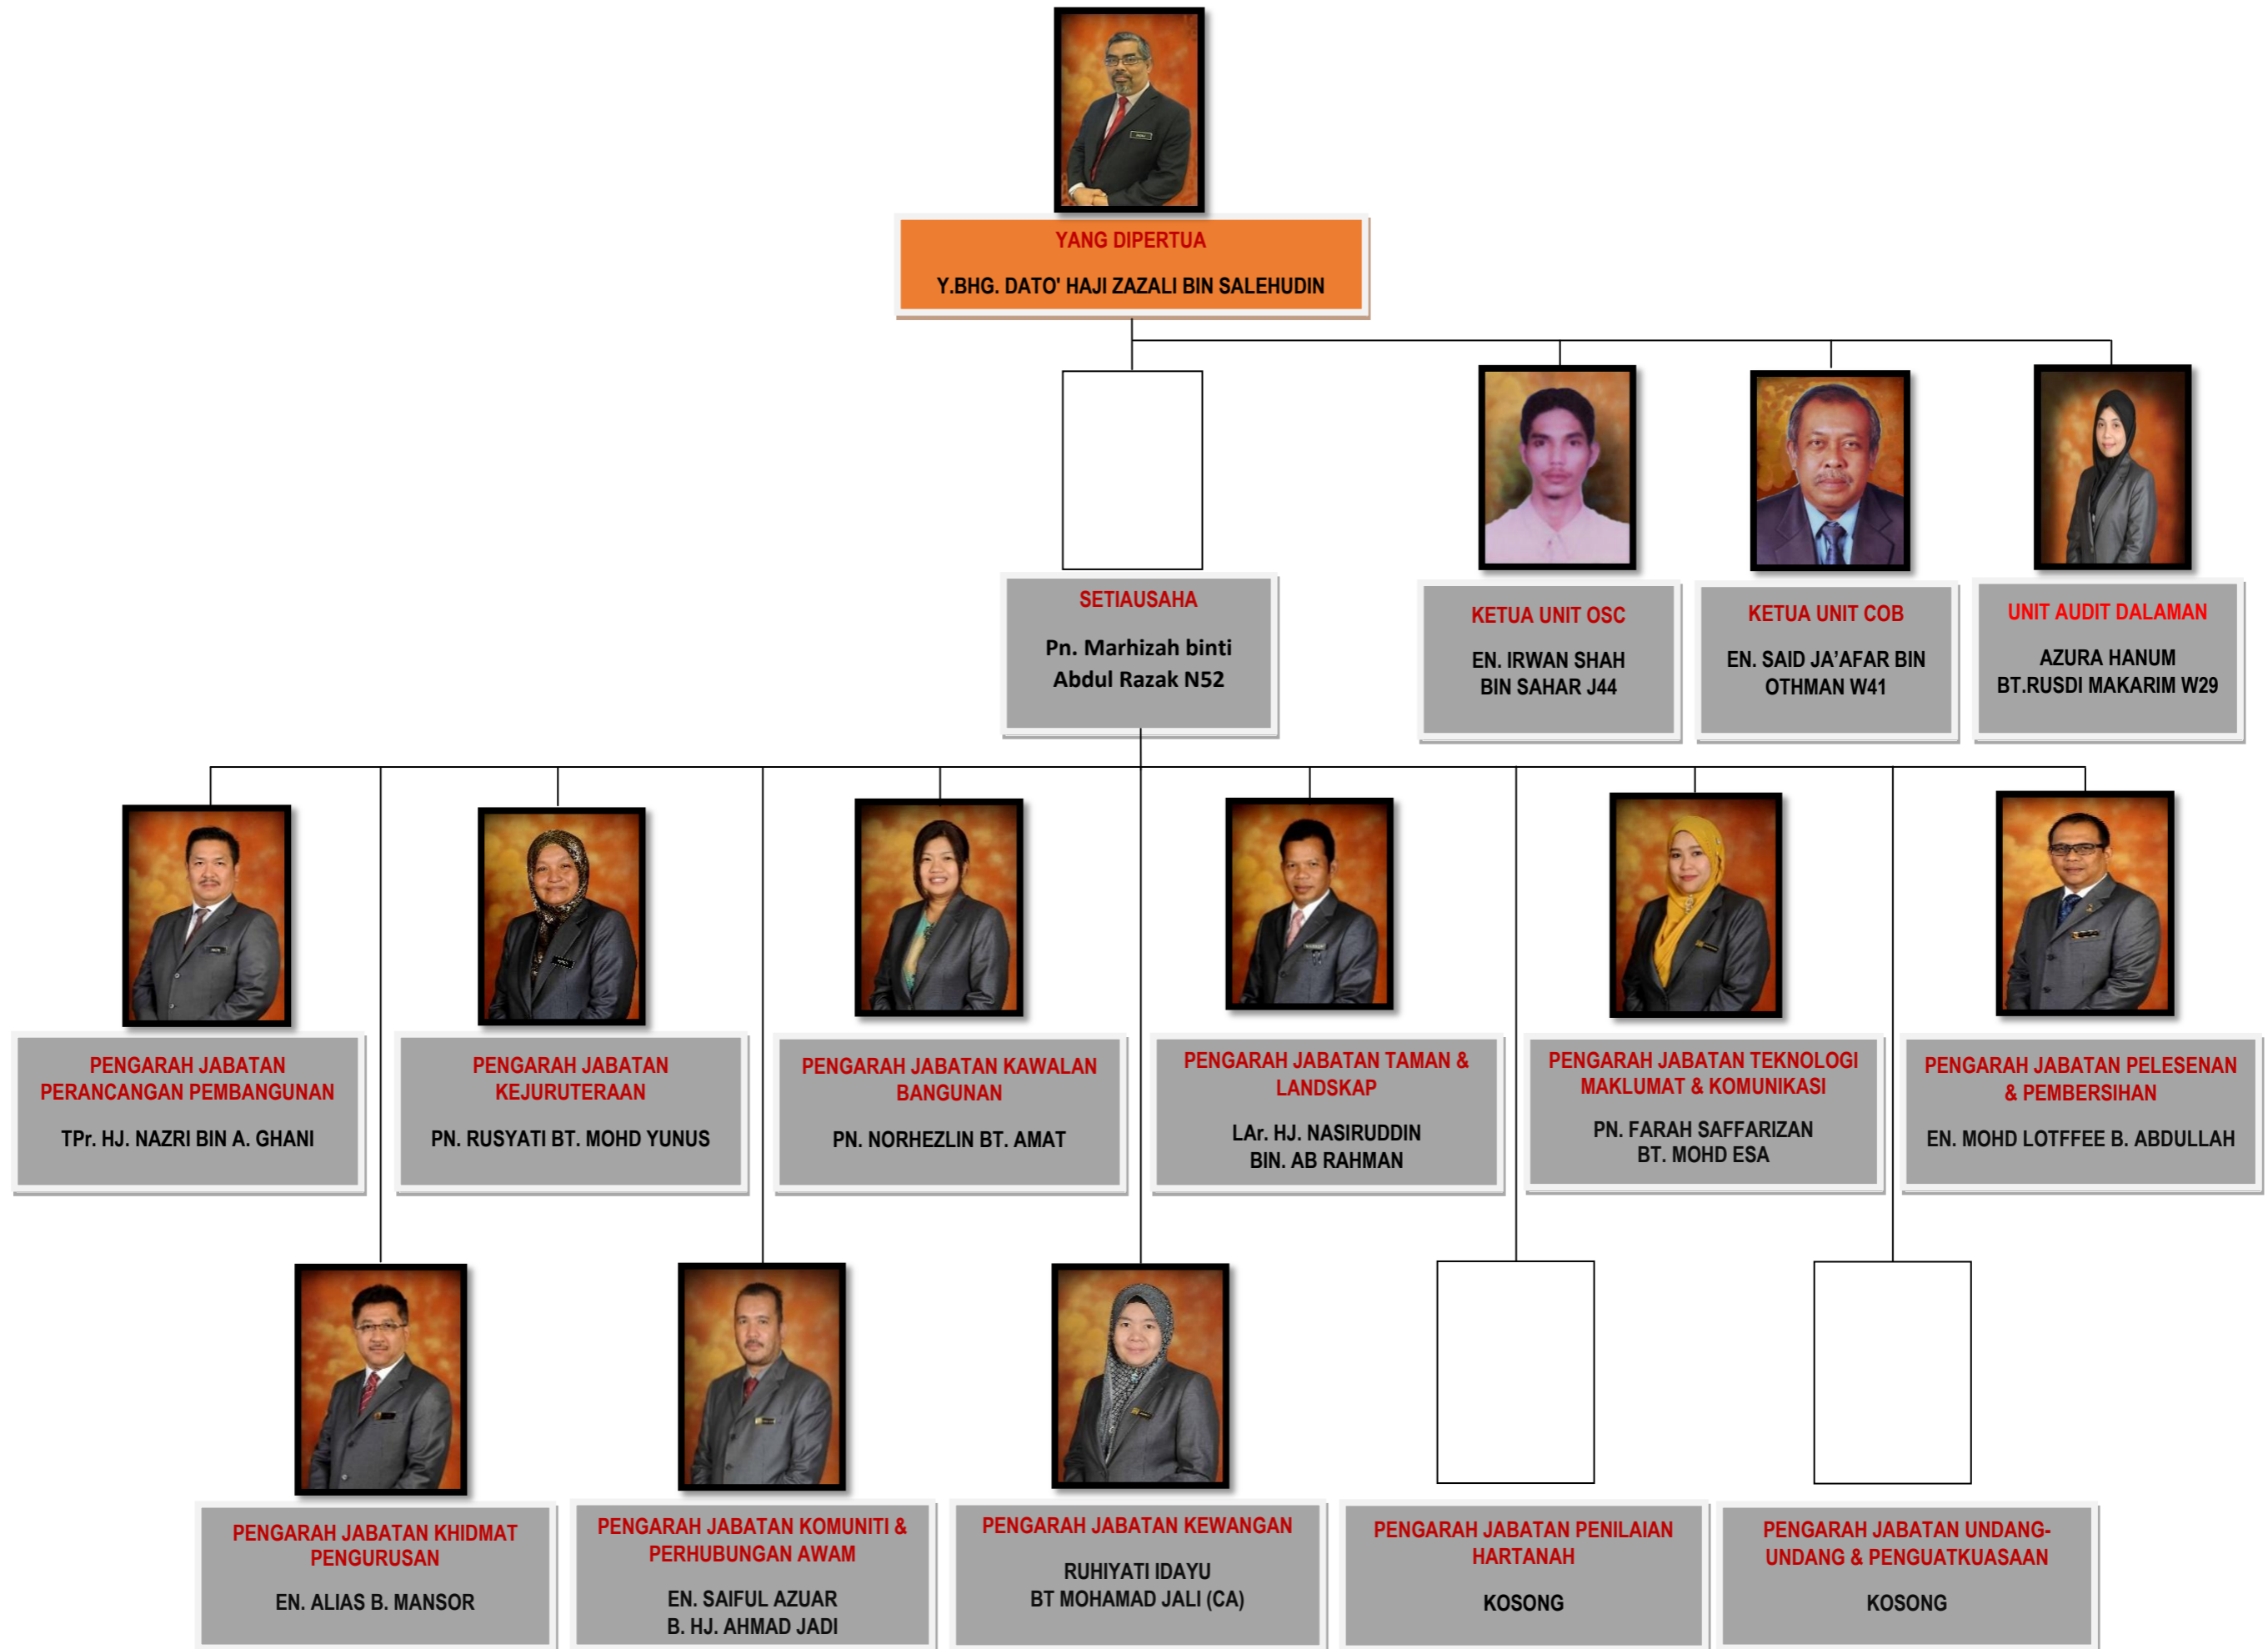 YANG DIPERTUA
Y.BHG. DATO' HAJI ZAZALI BIN SALEHUDIN
SETIAUSAHA
Pn. Marhizah binti
Abdul Razak N52
KETUA UNIT OSC
EN. IRWAN SHAH
BIN SAHAR J44
KETUA UNIT COB
EN. SAID JA’AFAR BIN
OTHMAN W41
UNIT AUDIT DALAMAN
AZURA HANUM
BT.RUSDI MAKARIM W29
PENGARAH JABATAN
PERANCANGAN PEMBANGUNAN
TPr. HJ. NAZRI BIN A. GHANI
PENGARAH JABATAN
KEJURUTERAAN
PN. RUSYATI BT. MOHD YUNUS
PENGARAH JABATAN KAWALAN
BANGUNAN
PN. NORHEZLIN BT. AMAT
PENGARAH JABATAN TAMAN &
LANDSKAP
LAr. HJ. NASIRUDDIN
BIN. AB RAHMAN
PENGARAH JABATAN TEKNOLOGI
MAKLUMAT & KOMUNIKASI
PN. FARAH SAFFARIZAN
BT. MOHD ESA
PENGARAH JABATAN PELESENAN
& PEMBERSIHAN
EN. MOHD LOTFFEE B. ABDULLAH
PENGARAH JABATAN KHIDMAT
PENGURUSAN
EN. ALIAS B. MANSOR
PENGARAH JABATAN KOMUNITI &
PERHUBUNGAN AWAM
EN. SAIFUL AZUAR
B. HJ. AHMAD JADI
PENGARAH JABATAN KEWANGAN
RUHIYATI IDAYU
BT MOHAMAD JALI (CA)
PENGARAH JABATAN PENILAIAN
HARTANAH
KOSONG
PENGARAH JABATAN UNDANG-
UNDANG & PENGUATKUASAAN
KOSONG